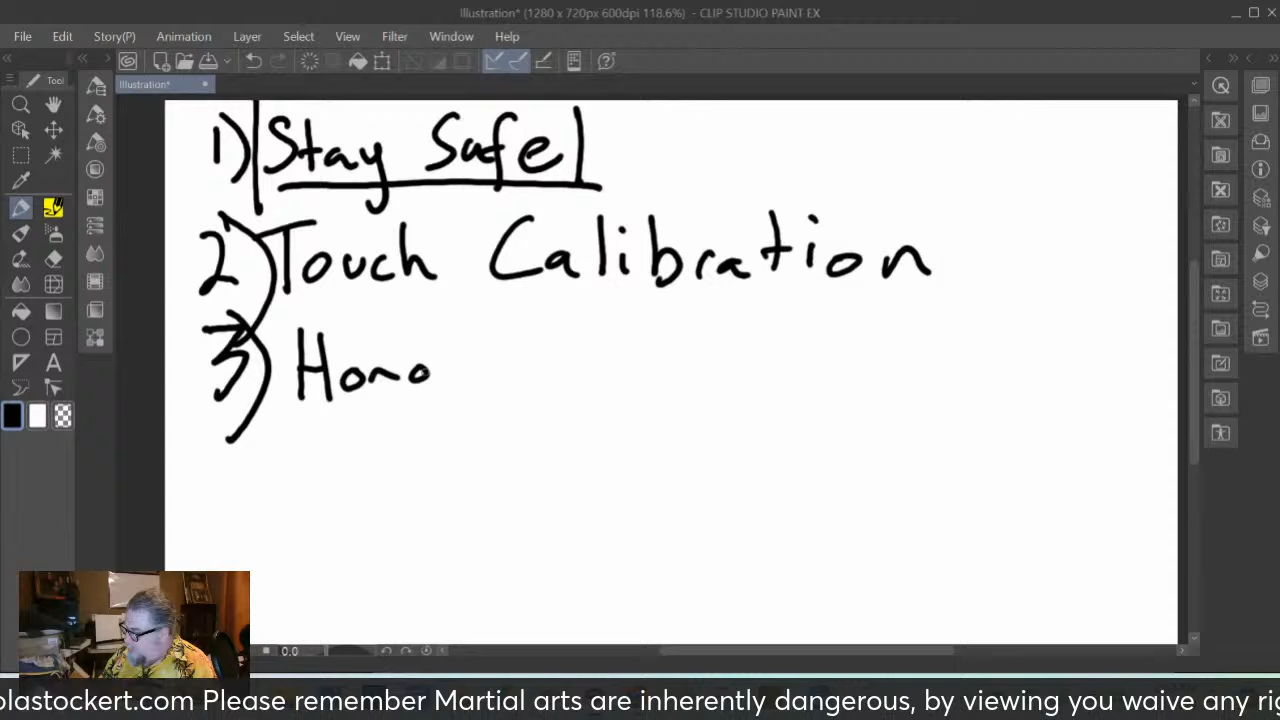 Illustration* (1280 x 720px 600dpi 118.6%) - CLIP STUDIO PAINT EX
File Edit Story(P) Animation Layer Select View Filter Window Help
Tool
Illustration*
1) Stay Safe
2) Touch Calibration
3) Hono
0.0
plastockert.com Please remember Martial arts are inherently dangerous, by viewing you waive any ri